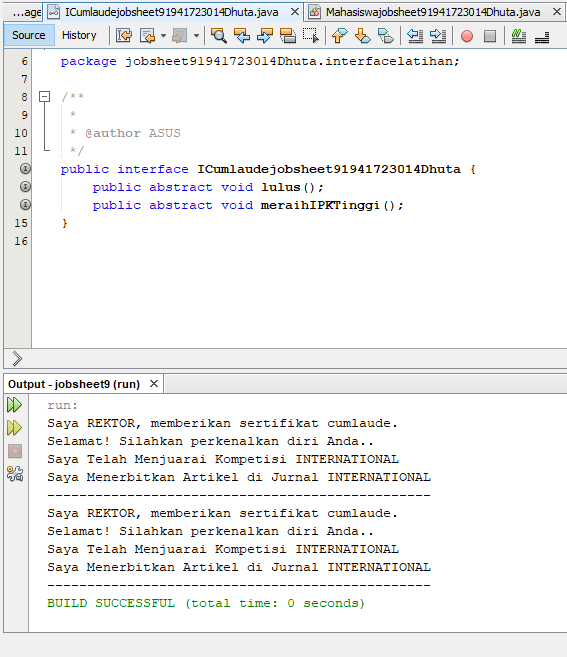 ...age
ICumlaudejobsheet91941723014Dhuta.java
Mahasiswajobsheet91941723014Dhuta.java
Source History
6 package jobsheet91941723014Dhuta.interfacelatihan;
7
8 /**
9 *
10 * @author ASUS
11 */
public interface ICumlaudejobsheet91941723014Dhuta {
public abstract void lulus();
public abstract void meraihIPKTinggi();
15 }
16
Output - jobsheet9 (run)
run:
Saya REKTOR, memberikan sertifikat cumlaude.
Selamat! Silahkan perkenalkan diri Anda..
Saya Telah Menjuarai Kompetisi INTERNATIONAL
Saya Menerbitkan Artikel di Jurnal INTERNATIONAL
------------------------------------------------
Saya REKTOR, memberikan sertifikat cumlaude.
Selamat! Silahkan perkenalkan diri Anda..
Saya Telah Menjuarai Kompetisi INTERNATIONAL
Saya Menerbitkan Artikel di Jurnal INTERNATIONAL
------------------------------------------------
BUILD SUCCESSFUL (total time: 0 seconds)